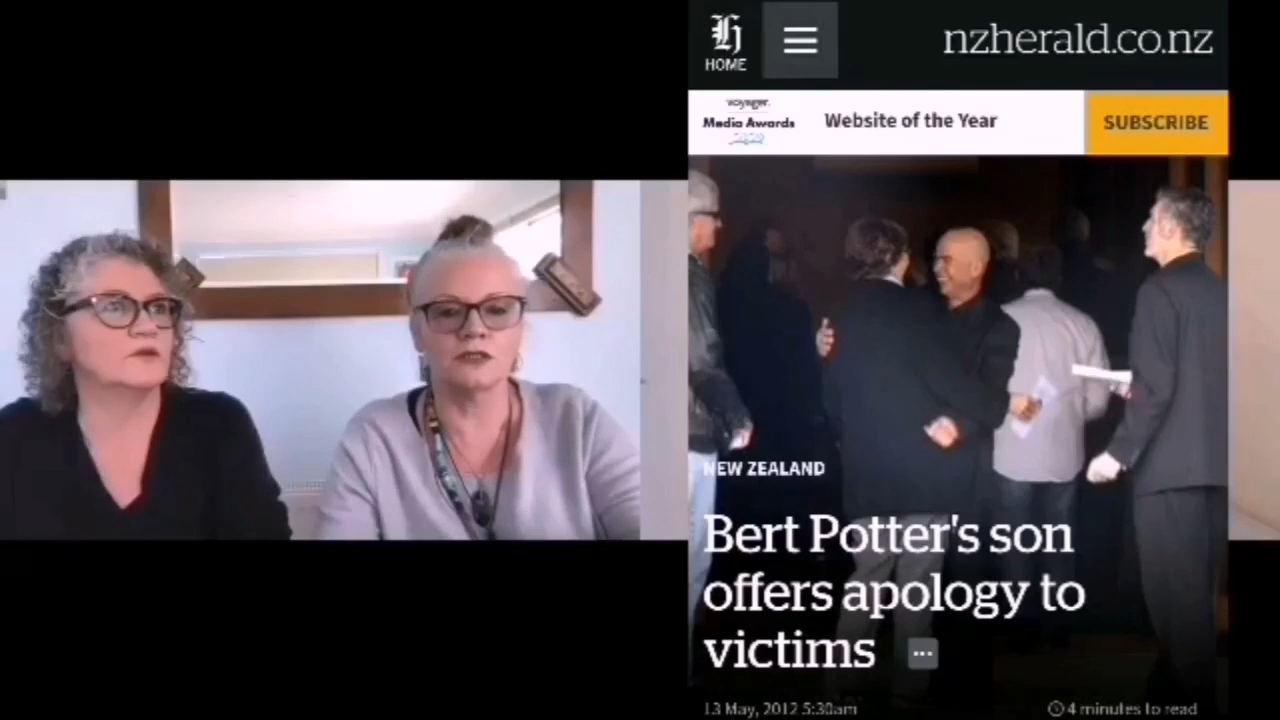 HOME
nzherald.co.nz
voyager.
Media Awards
Website of the Year
SUBSCRIBE
NEW ZEALAND
Bert Potter's son
offers apology to
victims
13 May, 2012 5:30am
4 minutes to read